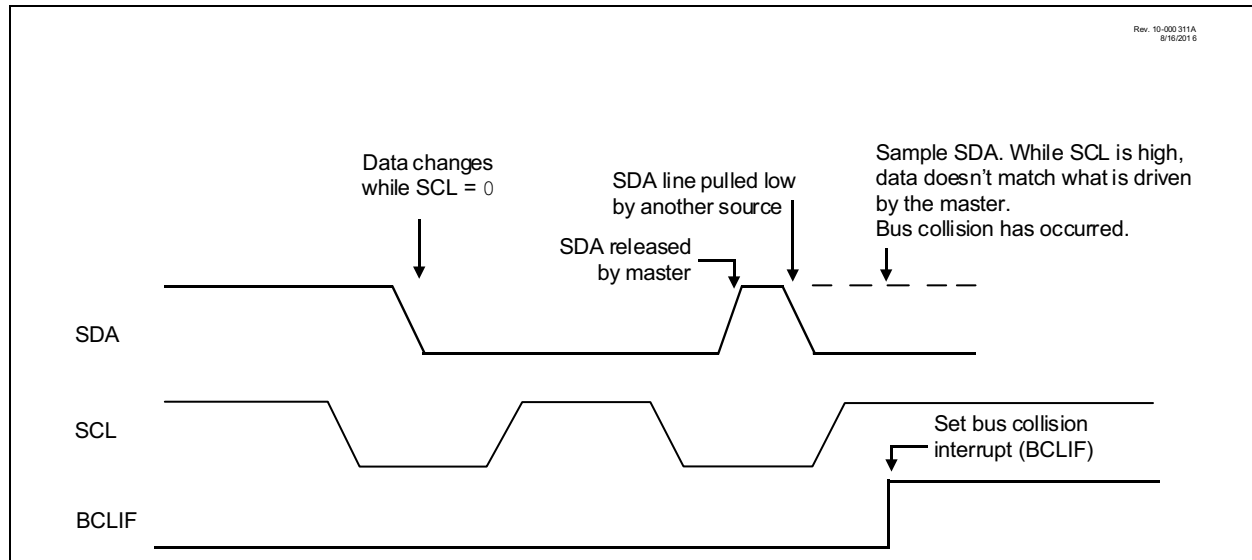 Rev. 10-000 311A
8/16/201 6
Data changes
while SCL = 0
SDA line pulled low
by another source
SDA released
by master
Sample SDA. While SCL is high,
data doesn't match what is driven
by the master.
Bus collision has occurred.
SDA
SCL
Set bus collision
interrupt (BCLIF)
BCLIF